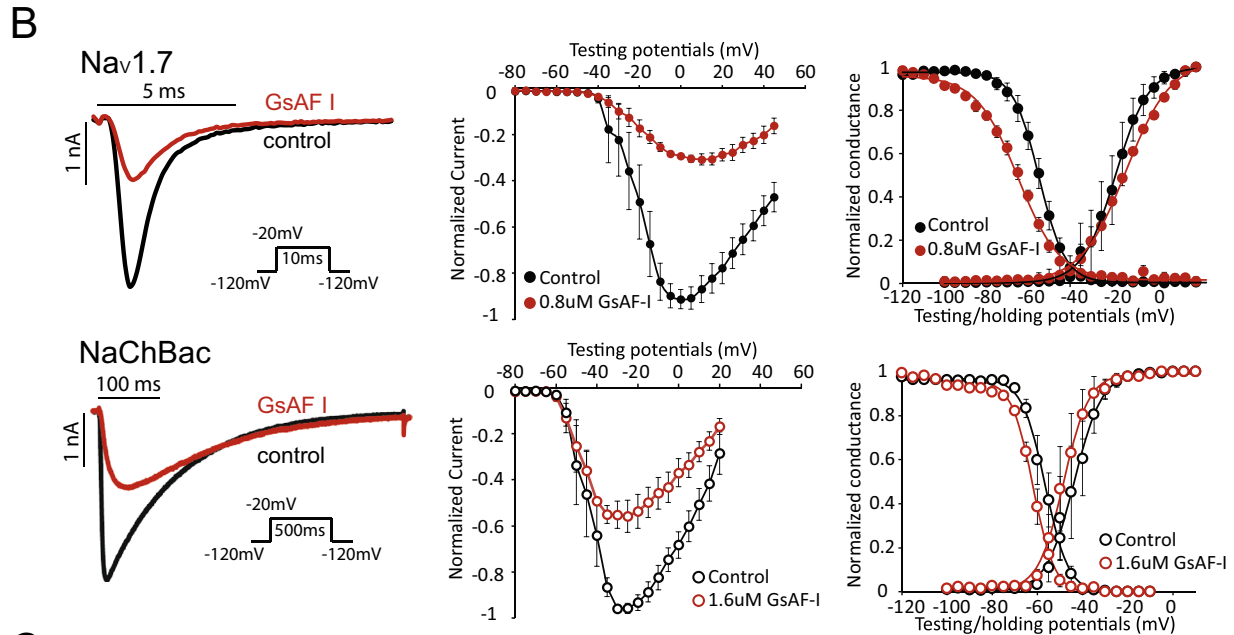 B
Nav1.7
5 ms
GsAF I
control
1 nA
-20mV
10ms
-120mV
-120mV
Testing potentials (mV)
-80 -60 -40 -20 0 20 40 60
0
-0.2
-0.4
-0.6
-0.8
-1
Normalized Current
Control
0.8uM GsAF-I
1
0.8
0.6
0.4
0.2
0
Normalized conductance
Control
0.8uM GsAF-I
-120 -100 -80 -60 -40 -20 0
Testing/holding potentials (mV)
NaChBac
100 ms
GsAF I
control
1 nA
-20mV
500ms
-120mV
-120mV
Testing potentials (mV)
-80 -60 -40 -20 0 20 40 60
0
-0.2
-0.4
-0.6
-0.8
-1
Normalized Current
Control
1.6uM GsAF-I
1
0.8
0.6
0.4
0.2
0
Normalized conductance
Control
1.6uM GsAF-I
-120 -100 -80 -60 -40 -20 0
Testing/holding potentials (mV)